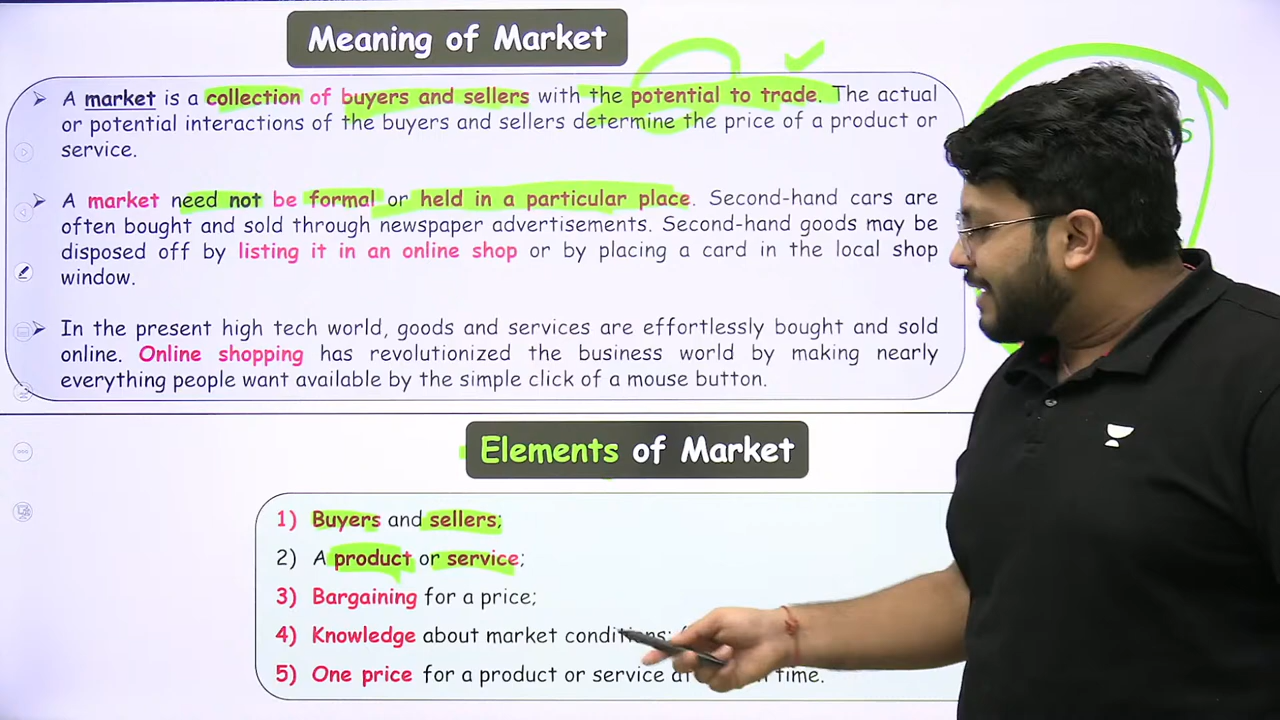 Meaning of Market
➤ A market is a collection of buyers and sellers with the potential to trade. The actual
or potential interactions of the buyers and sellers determine the price of a product or
service.
➤ A market need not be formal or held in a particular place. Second-hand cars are
often bought and sold through newspaper advertisements. Second-hand goods may be
disposed off by listing it in an online shop or by placing a card in the local shop
window.
➤ In the present high tech world, goods and services are effortlessly bought and sold
online. Online shopping has revolutionized the business world by making nearly
everything people want available by the simple click of a mouse button.
Elements of Market
1) Buyers and sellers;
2) A product or service;
3) Bargaining for a price;
4) Knowledge about market conditions;
5) One price for a product or service time.